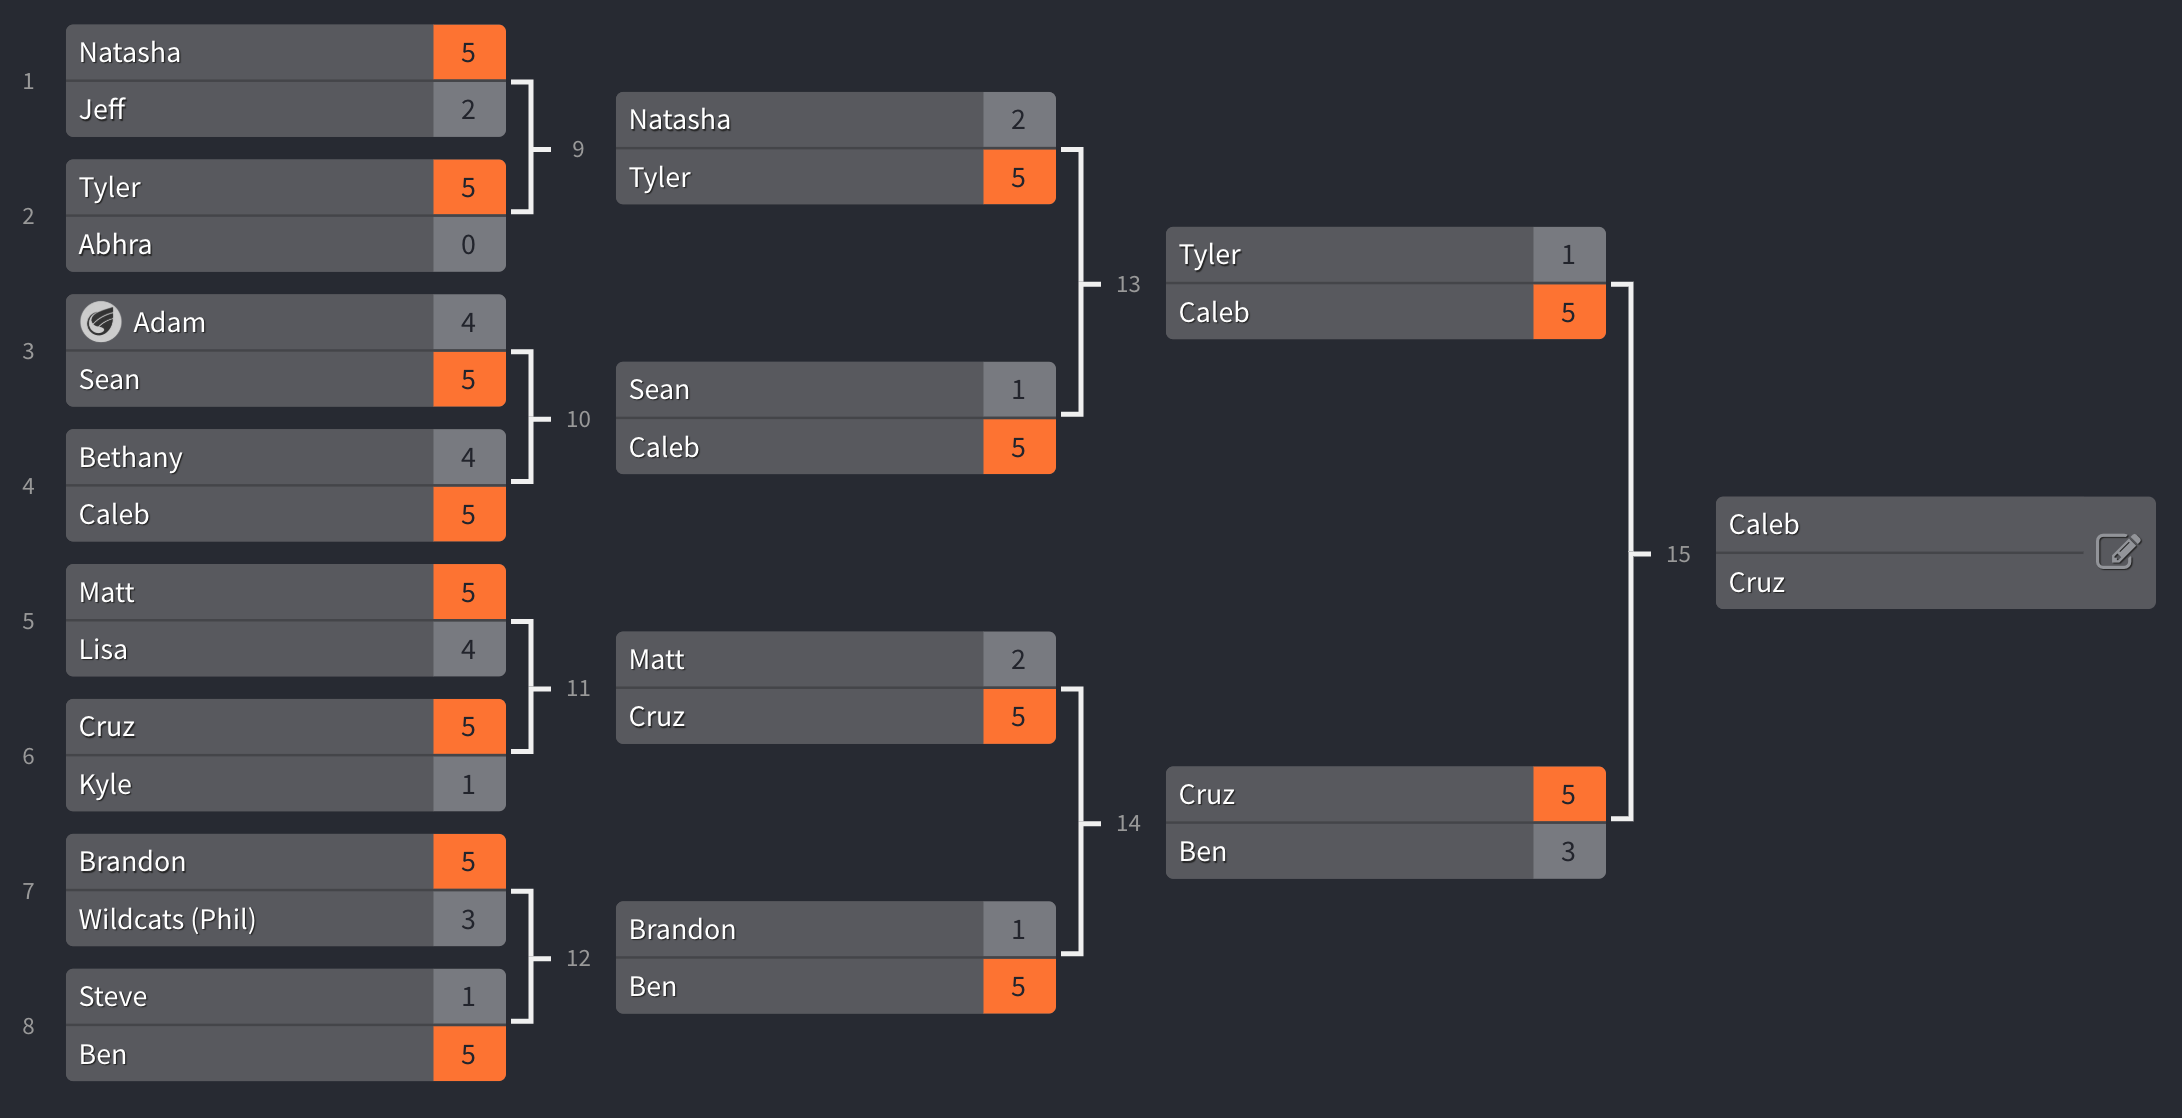 1
Natasha 5
Jeff 2
2
Tyler 5
Abhra 0
3
Adam 4
Sean 5
4
Bethany 4
Caleb 5
5
Matt 5
Lisa 4
6
Cruz 5
Kyle 1
7
Brandon 5
Wildcats (Phil) 3
8
Steve 1
Ben 5
9
Natasha 2
Tyler 5
10
Sean 1
Caleb 5
11
Matt 2
Cruz 5
12
Brandon 1
Ben 5
13
Tyler 1
Caleb 5
14
Cruz 5
Ben 3
15
Caleb
Cruz